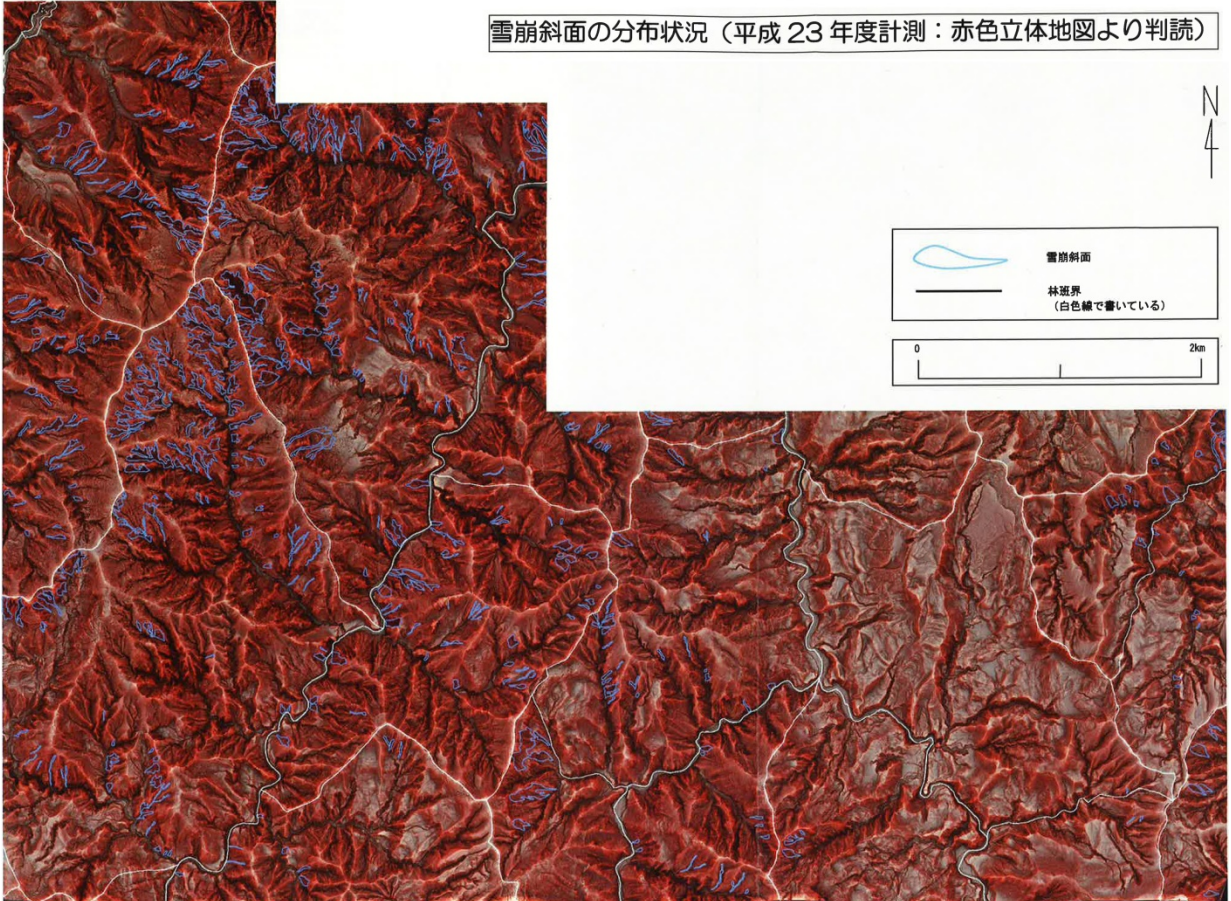 雪崩斜面の分布状況（平成 23 年度計測：赤色立体地図より判読）
N
雪崩斜面
林班界
（白色線で書いている）
0 2km